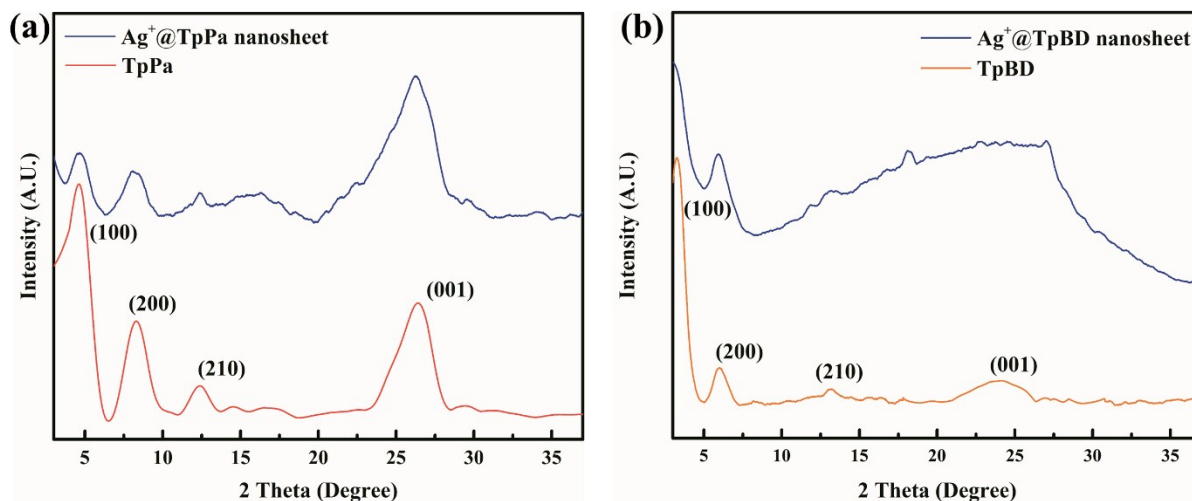 (a)
Ag⁺@TpPa nanosheet
TpPa
Intensity (A.U.)
(100)
(200)
(210)
(001)
5 10 15 20 25 30 35
2 Theta (Degree)
(b)
Ag⁺@TpBD nanosheet
TpBD
Intensity (A.U.)
(100)
(200)
(210)
(001)
5 10 15 20 25 30 35
2 Theta (Degree)